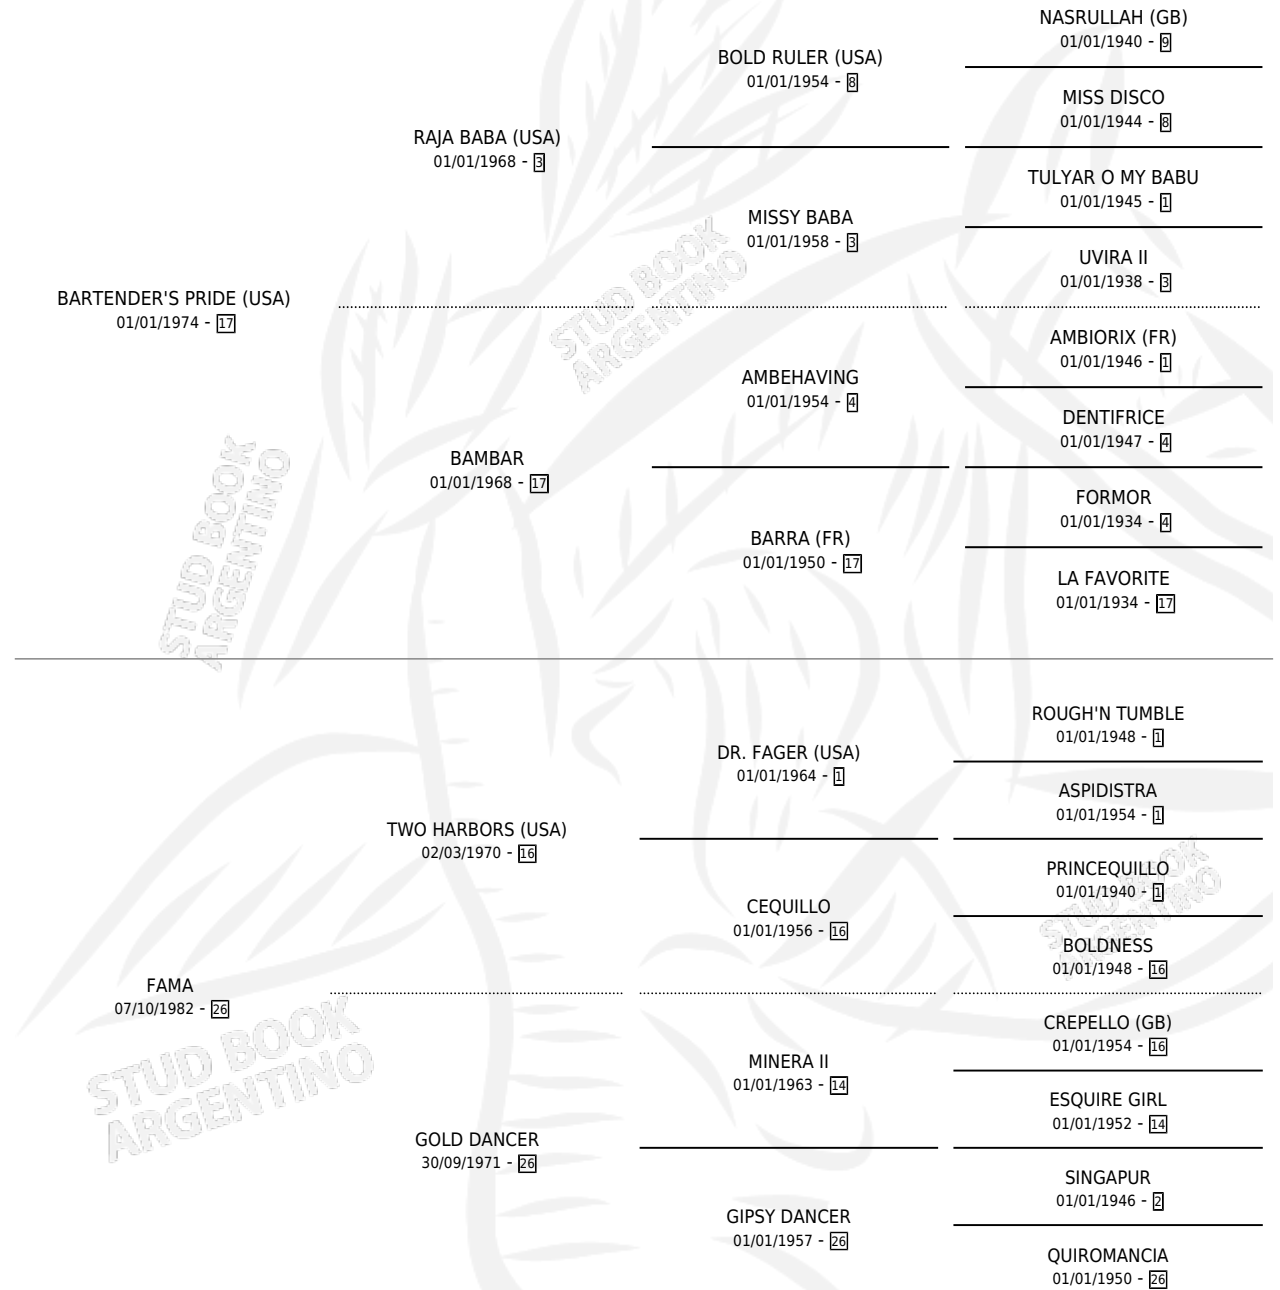 NASRULLAH (GB)
01/01/1940 - 9
BOLD RULER (USA)
01/01/1954 - 8
MISS DISCO
01/01/1944 - 8
RAJA BABA (USA)
01/01/1968 - 3
TULYAR O MY BABU
01/01/1945 - 1
MISSY BABA
01/01/1958 - 3
UVIRA II
01/01/1938 - 3
BARTENDER'S PRIDE (USA)
01/01/1974 - 17
AMBIORIX (FR)
01/01/1946 - 1
AMBEHAVING
01/01/1954 - 4
DENTIFRICE
01/01/1947 - 4
BAMBAR
01/01/1968 - 17
FORMOR
01/01/1934 - 4
BARRA (FR)
01/01/1950 - 17
LA FAVORITE
01/01/1934 - 17
ROUGH'N TUMBLE
01/01/1948 - 1
DR. FAGER (USA)
01/01/1964 - 1
ASPIDISTRA
01/01/1954 - 1
TWO HARBORS (USA)
02/03/1970 - 16
PRINCEQUILLO
01/01/1940 - 1
CEQUILLO
01/01/1956 - 16
BOLDNESS
01/01/1948 - 16
FAMA
07/10/1982 - 26
CREPELLO (GB)
01/01/1954 - 16
MINERA II
01/01/1963 - 14
ESQUIRE GIRL
01/01/1952 - 14
GOLD DANCER
30/09/1971 - 26
SINGAPUR
01/01/1946 - 2
GIPSY DANCER
01/01/1957 - 26
QUIROMANCIA
01/01/1950 - 26
STUD BOOK
ARGENTINO
STUD BOOK
ARGENTINO
STUD BOOK
ARGENTINO
STUD BOOK
ARGENTINO